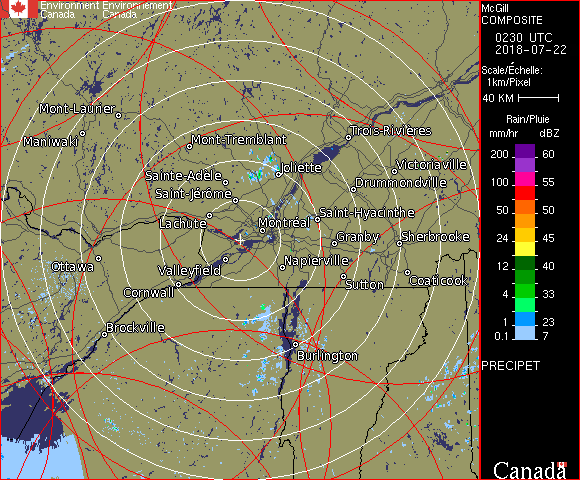 Environment Environnement
Canada Canada
McGill
COMPOSITE
0230 UTC
2018-07-22
Scale/Échelle:
1km/Pixel
40 KM
Rain/Pluie
mm/hr dBZ
200 60
100 55
50 50
24 45
12 40
4 33
1 23
0.1 7
PRECIPET
Canada
Mont-Laurier
Maniwaki
Mont-Tremblant
Trois-Rivières
Sainte-Adèle
Joliette
Victoriaville
Saint-Jérôme
Drummondville
Lachute
Montréal
Saint-Hyacinthe
Granby
Sherbrooke
Ottawa
Valleyfield
Napierville
Cornwall
Sutton
Coaticook
Brockville
Burlington